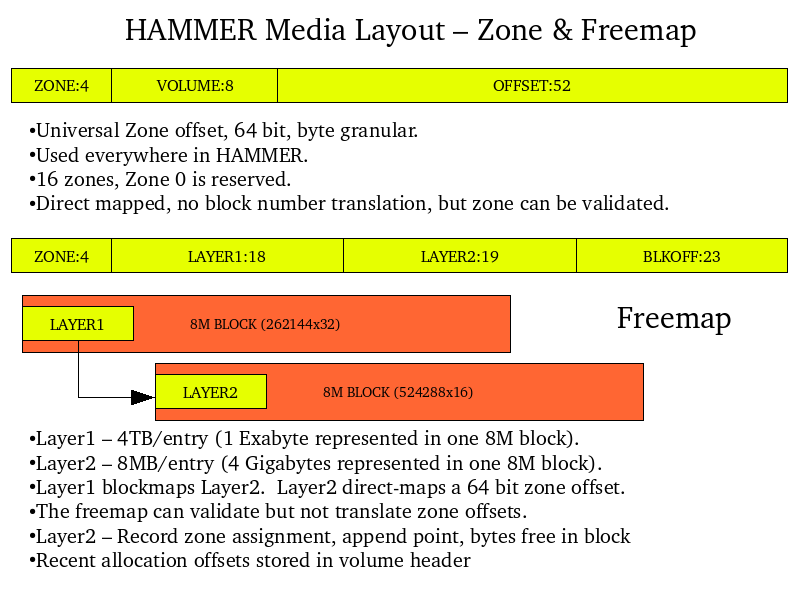 HAMMER Media Layout – Zone & Freemap
ZONE:4 VOLUME:8 OFFSET:52
•Universal Zone offset, 64 bit, byte granular.
•Used everywhere in HAMMER.
•16 zones, Zone 0 is reserved.
•Direct mapped, no block number translation, but zone can be validated.
ZONE:4 LAYER1:18 LAYER2:19 BLKOFF:23
LAYER1 8M BLOCK (262144x32) Freemap
LAYER2 8M BLOCK (524288x16)
•Layer1 – 4TB/entry (1 Exabyte represented in one 8M block).
•Layer2 – 8MB/entry (4 Gigabytes represented in one 8M block).
•Layer1 blockmaps Layer2.  Layer2 direct-maps a 64 bit zone offset.
•The freemap can validate but not translate zone offsets.
•Layer2 – Record zone assignment, append point, bytes free in block
•Recent allocation offsets stored in volume header